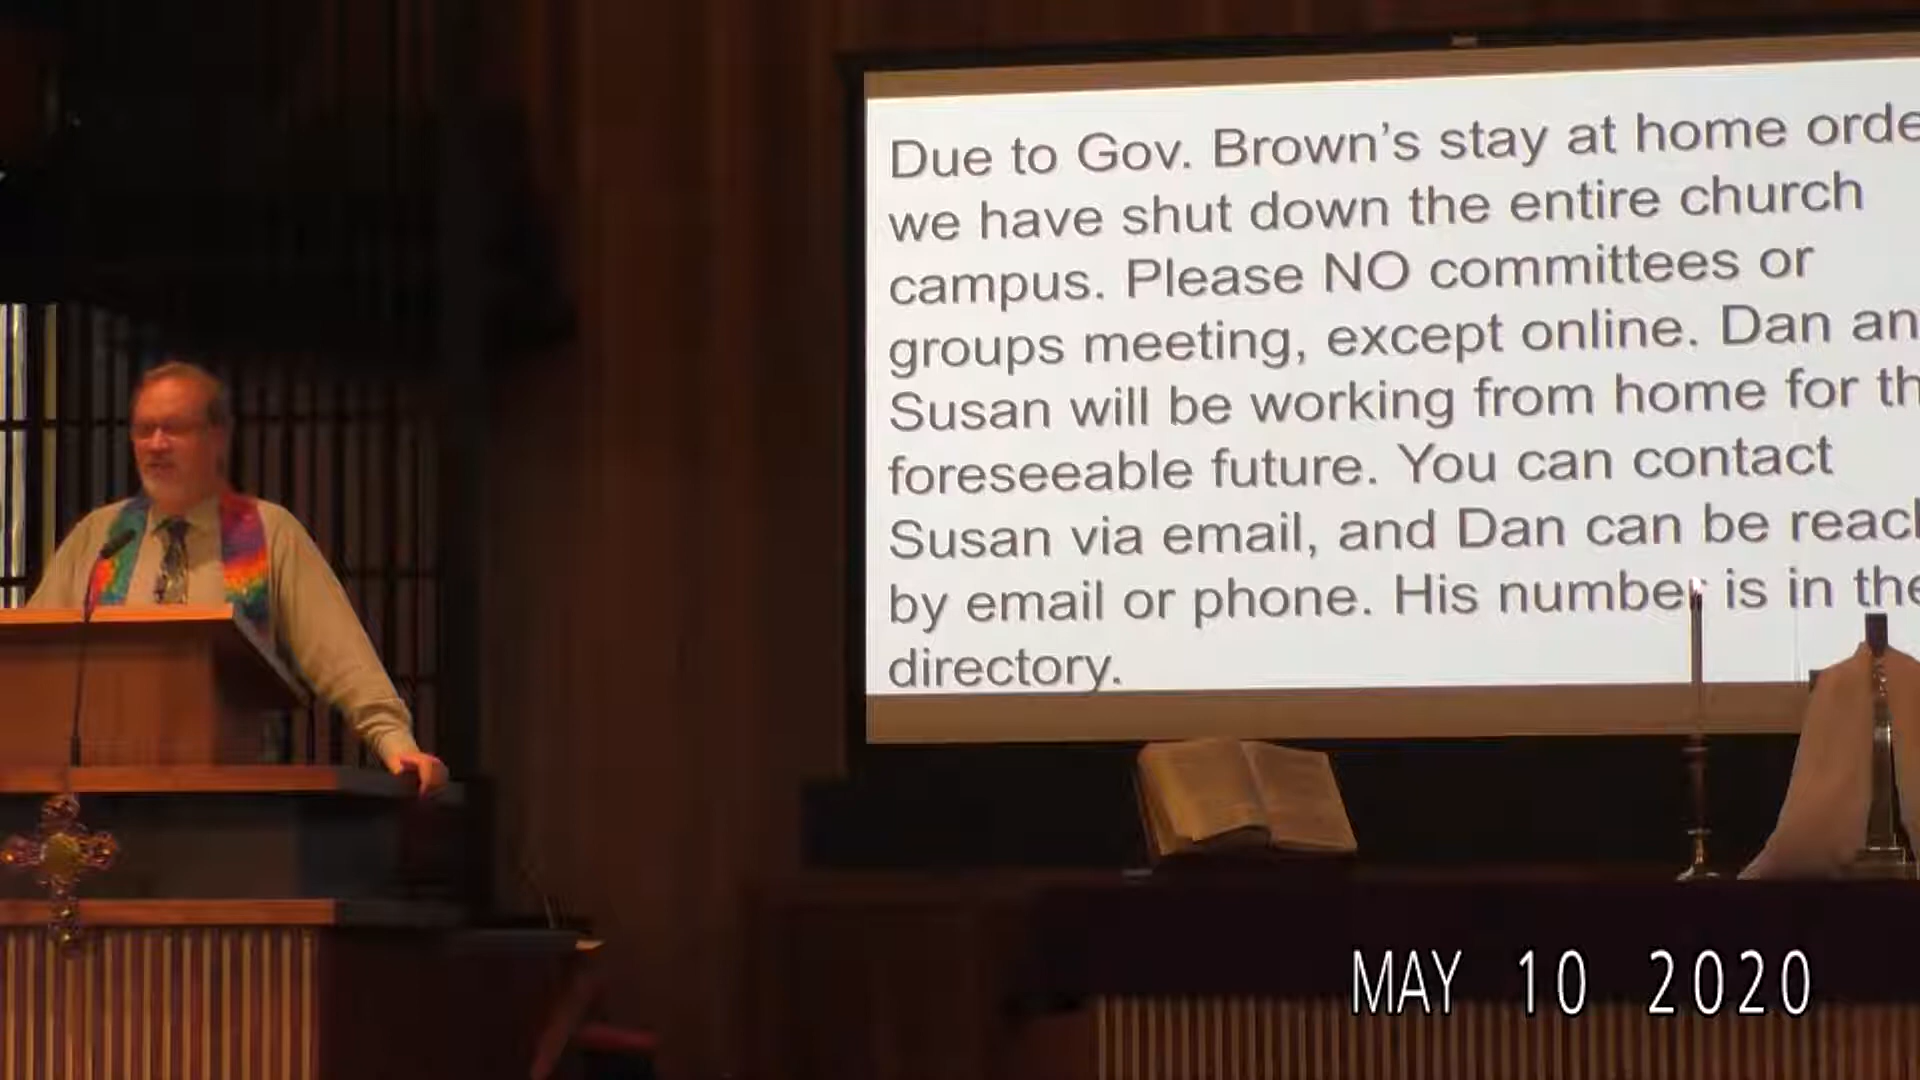 Due to Gov. Brown's stay at home orde
we have shut down the entire church
campus. Please NO committees or
groups meeting, except online. Dan an
Susan will be working from home for th
foreseeable future. You can contact
Susan via email, and Dan can be reach
by email or phone. His number is in the
directory.
MAY 10 2020